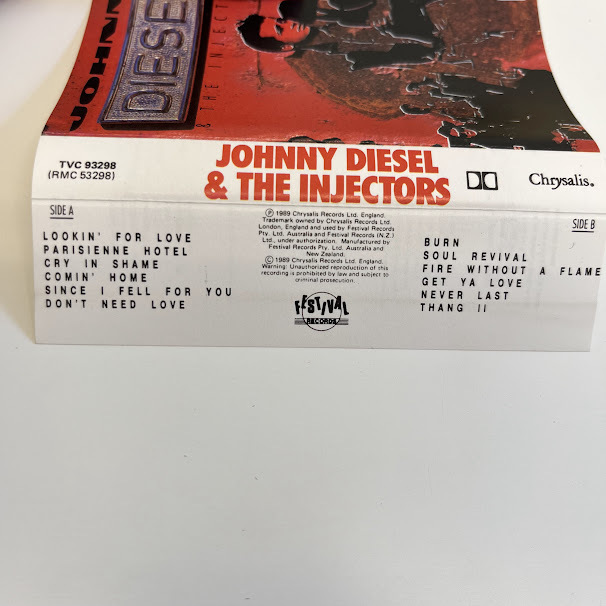 JOHNN
DIESE
& THE INJECT
TVC 93298
(RMC 53298)
JOHNNY DIESEL
& THE INJECTORS
Chrysalis.
SIDE A
LOOKIN' FOR LOVE
PARISIENNE HOTEL
CRY IN SHAME
COMIN' HOME
SINCE I FELL FOR YOU
DON'T NEED LOVE
Ⓟ 1989 Chrysalis Records Ltd. England.
Trademark owned by Chrysalis Records Ltd.
London, England and used by Festival Records
Pty. Ltd. Australia and Festival Records (N.Z.)
Ltd., under authorization. Manufactured by
Festival Records Pty. Ltd. Australia and
New Zealand.
© 1989 Chrysalis Records Ltd. England.
Warning: Unauthorized reproduction of this
recording is prohibited by law and subject to
criminal prosecution.
FESTIVAL
RECORDS
SIDE B
BURN
SOUL REVIVAL
FIRE WITHOUT A FLAME
GET YA LOVE
NEVER LAST
THANG II